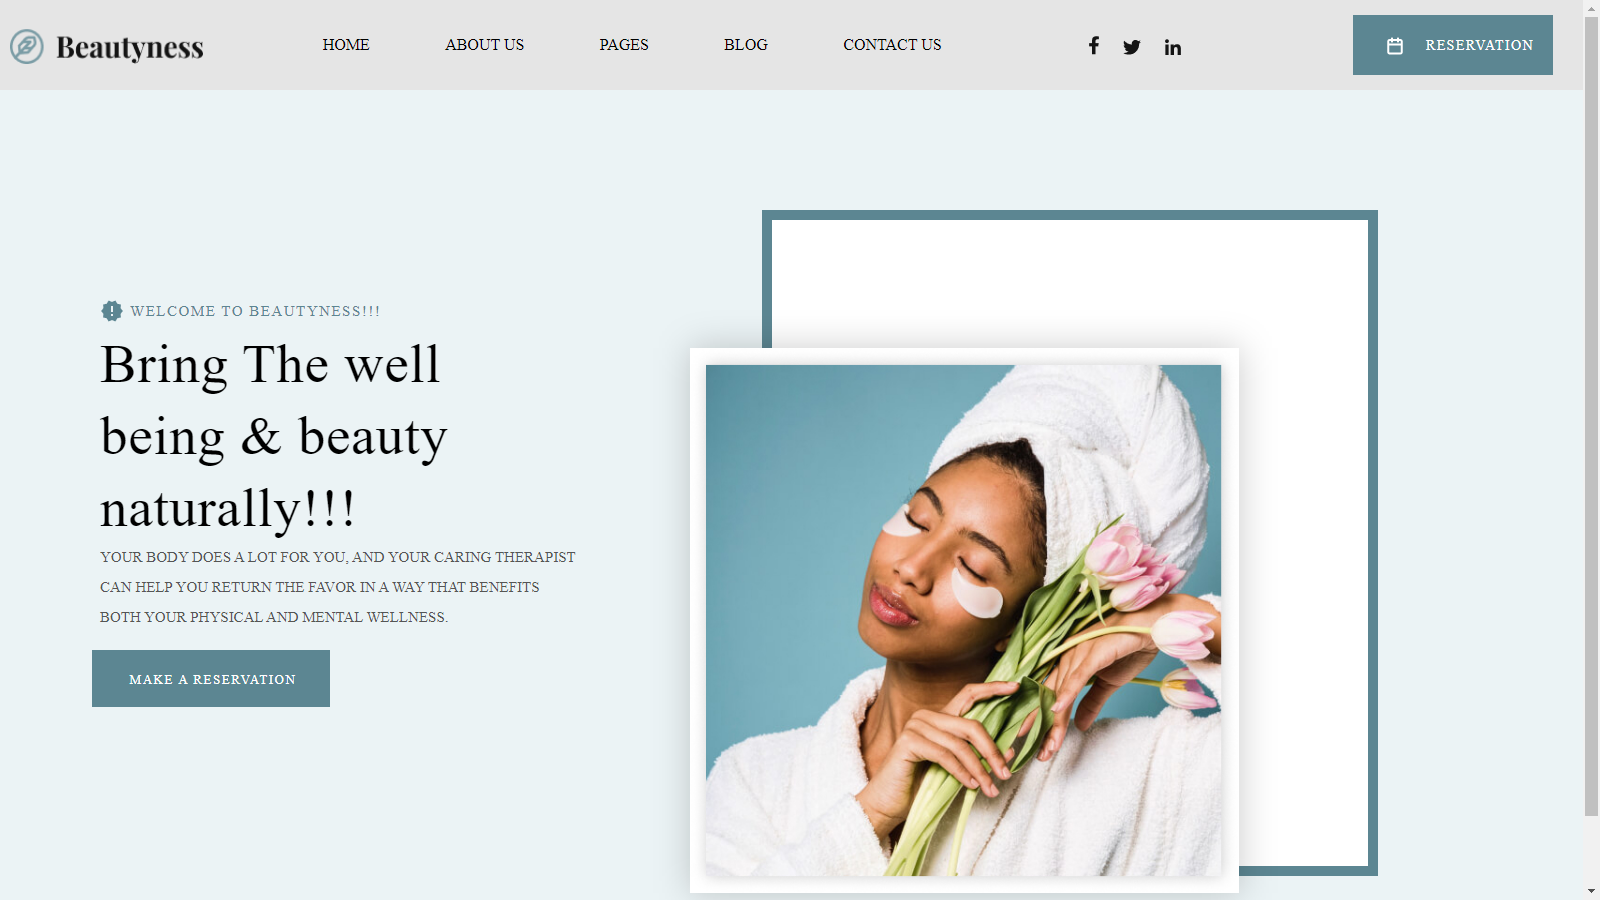 Beautyness
HOME
ABOUT US
PAGES
BLOG
CONTACT US
RESERVATION
WELCOME TO BEAUTYNESS!!!
Bring The well
being & beauty
naturally!!!
YOUR BODY DOES A LOT FOR YOU, AND YOUR CARING THERAPIST
CAN HELP YOU RETURN THE FAVOR IN A WAY THAT BENEFITS
BOTH YOUR PHYSICAL AND MENTAL WELLNESS.
MAKE A RESERVATION